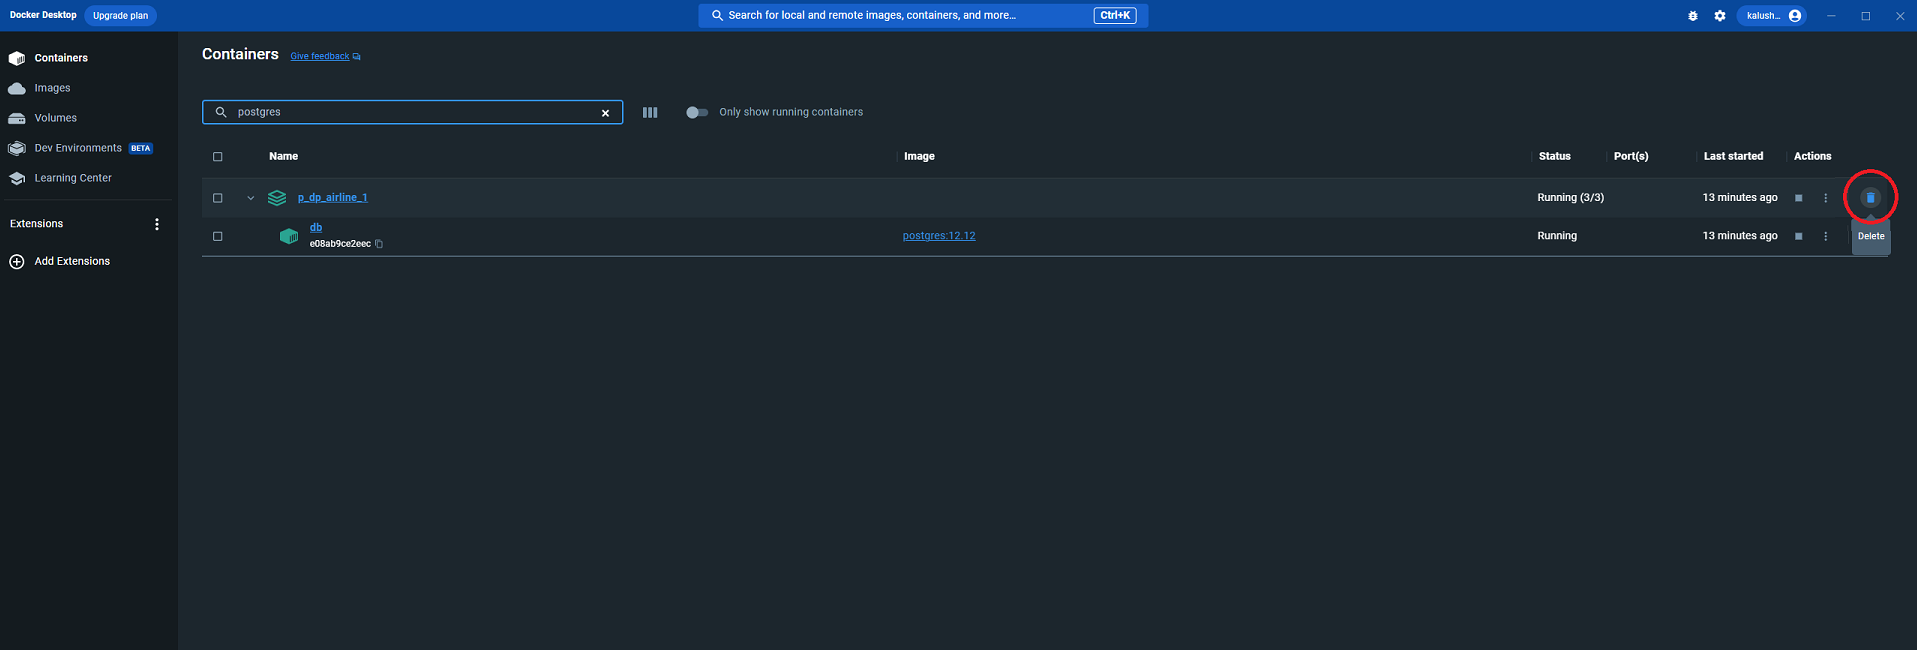 Docker Desktop Upgrade plan Search for local and remote images, containers, and more... Ctrl+K kalush...
Containers
Images
Volumes
Dev Environments BETA
Learning Center
Extensions
Add Extensions
Containers Give feedback
postgres Only show running containers
Name Image Status Port(s) Last started Actions
p_dp_airline_1 Running (3/3) 13 minutes ago
db
e08ab9ce2eec postgres:12.12 Running 13 minutes ago Delete